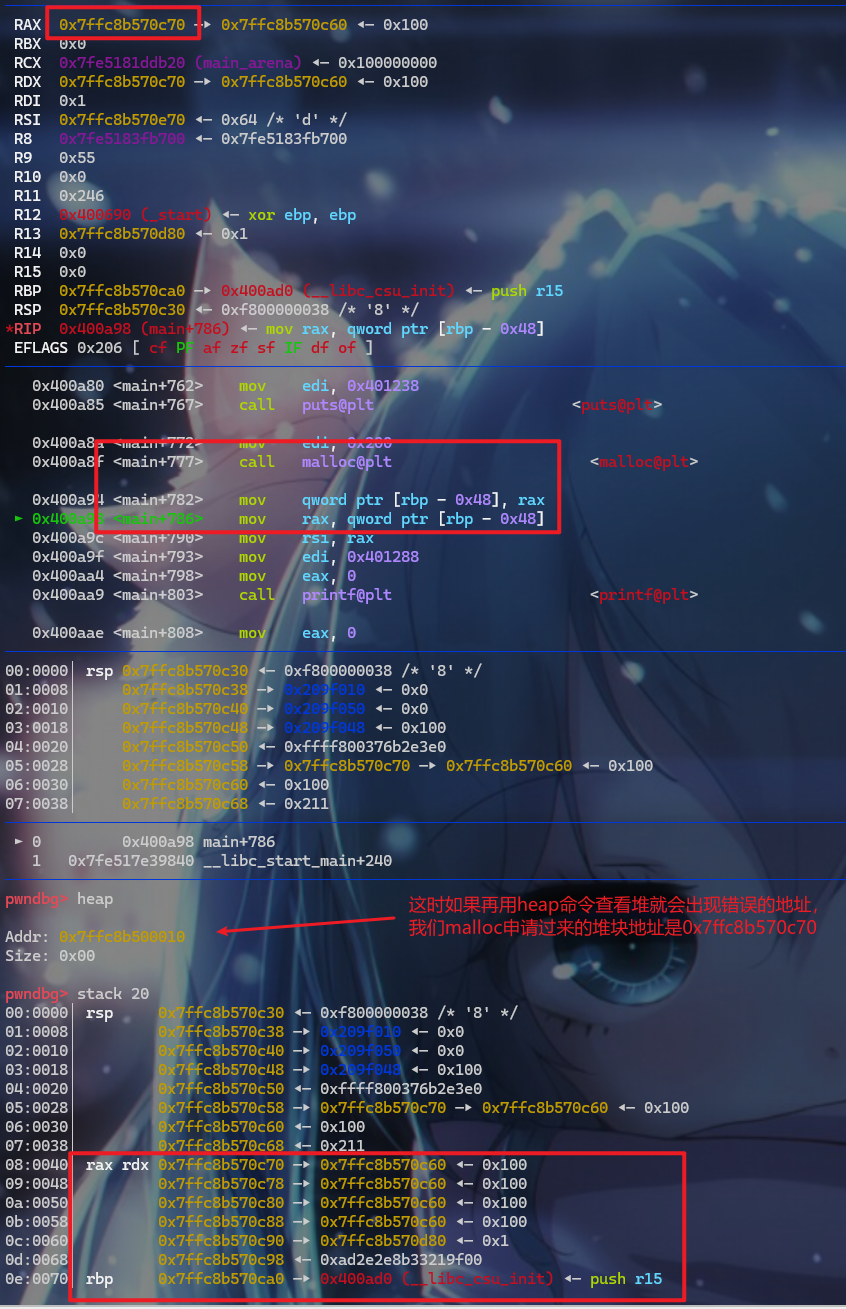 RAX 0x7ffc8b570c70 —▸ 0x7ffc8b570c60 ◂— 0x100
RBX 0x0
RCX 0x7fe5181ddb20 (main_arena) ◂— 0x100000000
RDX 0x7ffc8b570c70 —▸ 0x7ffc8b570c60 ◂— 0x100
RDI 0x1
RSI 0x7ffc8b570e70 ◂— 0x64 /* 'd' */
R8 0x7fe5183fb700 ◂— 0x7fe5183fb700
R9 0x55
R10 0x0
R11 0x246
R12 0x400690 (_start) ◂— xor ebp, ebp
R13 0x7ffc8b570d80 ◂— 0x1
R14 0x0
R15 0x0
RBP 0x7ffc8b570ca0 —▸ 0x400ad0 (__libc_csu_init) ◂— push r15
RSP 0x7ffc8b570c30 ◂— 0xf800000038 /* '8' */
*RIP 0x400a98 (main+786) ◂— mov rax, qword ptr [rbp - 0x48]
EFLAGS 0x206 [ cf PF af zf sf IF df of ]
0x400a80 <main+762> mov edi, 0x401238
0x400a85 <main+767> call puts@plt <puts@plt>
0x400a8a <main+772> mov edi, 0x200
0x400a8f <main+777> call malloc@plt <malloc@plt>
0x400a94 <main+782> mov qword ptr [rbp - 0x48], rax
► 0x400a98 <main+786> mov rax, qword ptr [rbp - 0x48]
0x400a9c <main+790> mov rsi, rax
0x400a9f <main+793> mov edi, 0x401288
0x400aa4 <main+798> mov eax, 0
0x400aa9 <main+803> call printf@plt <printf@plt>
0x400aae <main+808> mov eax, 0
00:0000│ rsp 0x7ffc8b570c30 ◂— 0xf800000038 /* '8' */
01:0008│ 0x7ffc8b570c38 —▸ 0x209f010 ◂— 0x0
02:0010│ 0x7ffc8b570c40 —▸ 0x209f050 ◂— 0x0
03:0018│ 0x7ffc8b570c48 —▸ 0x209f048 ◂— 0x100
04:0020│ 0x7ffc8b570c50 ◂— 0xffff800376b2e3e0
05:0028│ 0x7ffc8b570c58 —▸ 0x7ffc8b570c70 —▸ 0x7ffc8b570c60 ◂— 0x100
06:0030│ 0x7ffc8b570c60 ◂— 0x100
07:0038│ 0x7ffc8b570c68 ◂— 0x211
► 0 0x400a98 main+786
1 0x7fe517e39840 __libc_start_main+240
pwndbg> heap
这时如果再用heap命令查看堆就会出现错误的地址，
我们malloc申请过来的堆块地址是0x7ffc8b570c70
Addr: 0x7ffc8b500010
Size: 0x00
pwndbg> stack 20
00:0000│ rsp 0x7ffc8b570c30 ◂— 0xf800000038 /* '8' */
01:0008│ 0x7ffc8b570c38 —▸ 0x209f010 ◂— 0x0
02:0010│ 0x7ffc8b570c40 —▸ 0x209f050 ◂— 0x0
03:0018│ 0x7ffc8b570c48 —▸ 0x209f048 ◂— 0x100
04:0020│ 0x7ffc8b570c50 ◂— 0xffff800376b2e3e0
05:0028│ 0x7ffc8b570c58 —▸ 0x7ffc8b570c70 —▸ 0x7ffc8b570c60 ◂— 0x100
06:0030│ 0x7ffc8b570c60 ◂— 0x100
07:0038│ 0x7ffc8b570c68 ◂— 0x211
08:0040│ rax rdx 0x7ffc8b570c70 —▸ 0x7ffc8b570c60 ◂— 0x100
09:0048│ 0x7ffc8b570c78 —▸ 0x7ffc8b570c60 ◂— 0x100
0a:0050│ 0x7ffc8b570c80 —▸ 0x7ffc8b570c60 ◂— 0x100
0b:0058│ 0x7ffc8b570c88 —▸ 0x7ffc8b570c60 ◂— 0x100
0c:0060│ 0x7ffc8b570c90 —▸ 0x7ffc8b570d80 ◂— 0x1
0d:0068│ 0x7ffc8b570c98 ◂— 0xad2e2e8b33219f00
0e:0070│ rbp 0x7ffc8b570ca0 —▸ 0x400ad0 (__libc_csu_init) ◂— push r15